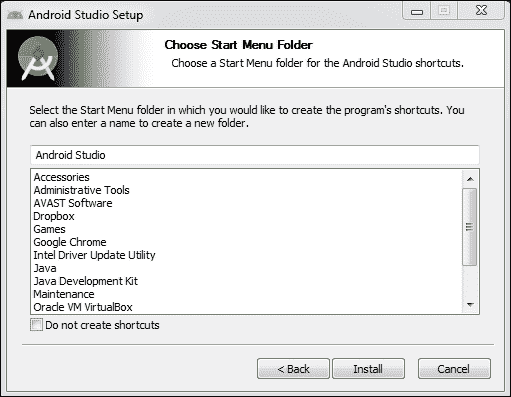 Android Studio Setup
Choose Start Menu Folder
Choose a Start Menu folder for the Android Studio shortcuts.
Select the Start Menu folder in which you would like to create the program's shortcuts. You
can also enter a name to create a new folder.
Android Studio
Accessories
Administrative Tools
AVAST Software
Dropbox
Games
Google Chrome
Intel Driver Update Utility
Java
Java Development Kit
Maintenance
Oracle VM VirtualBox
Do not create shortcuts
< Back
Install
Cancel